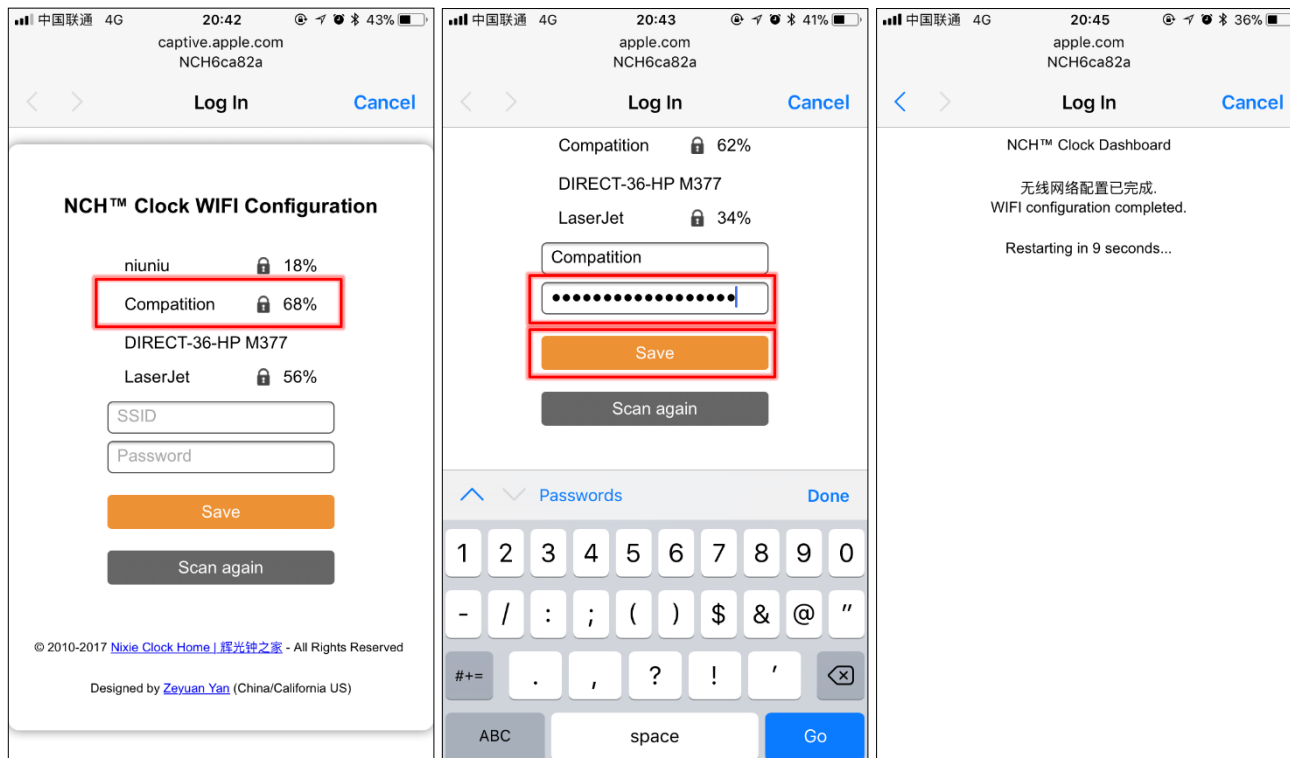 中国联通 4G 20:42 43%
captive.apple.com
NCH6ca82a
Log In Cancel
NCH™ Clock WIFI Configuration
niuniu 18%
Compatition 68%
DIRECT-36-HP M377
LaserJet 56%
SSID
Password
Save
Scan again
© 2010-2017 Nixie Clock Home | 辉光钟之家 - All Rights Reserved
Designed by Zeyuan Yan (China/California US)
中国联通 4G 20:43 41%
apple.com
NCH6ca82a
Log In Cancel
Compatition 62%
DIRECT-36-HP M377
LaserJet 34%
Compatition
••••••••••••••••••
Save
Scan again
Passwords Done
1 2 3 4 5 6 7 8 9 0
- / : ; ( ) $ & @ "
#+= . , ? ! '
ABC space Go
中国联通 4G 20:45 36%
apple.com
NCH6ca82a
Log In Cancel
NCH™ Clock Dashboard
无线网络配置已完成.
WIFI configuration completed.
Restarting in 9 seconds...